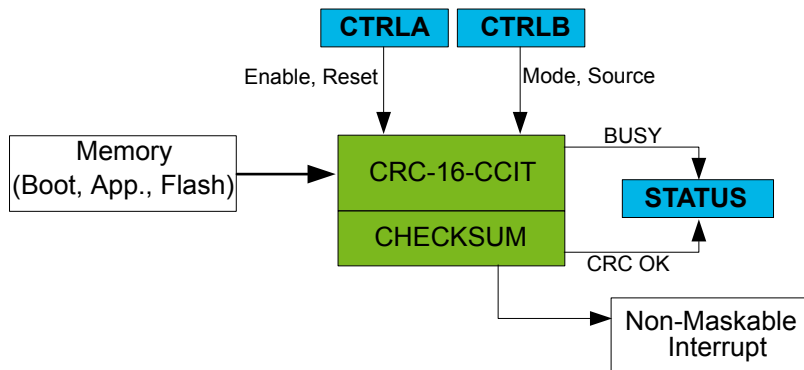 CTRLA CTRLB
Enable, Reset Mode, Source
Memory
(Boot, App., Flash)
CRC-16-CCIT
BUSY
STATUS
CHECKSUM
CRC OK
Non-Maskable
Interrupt